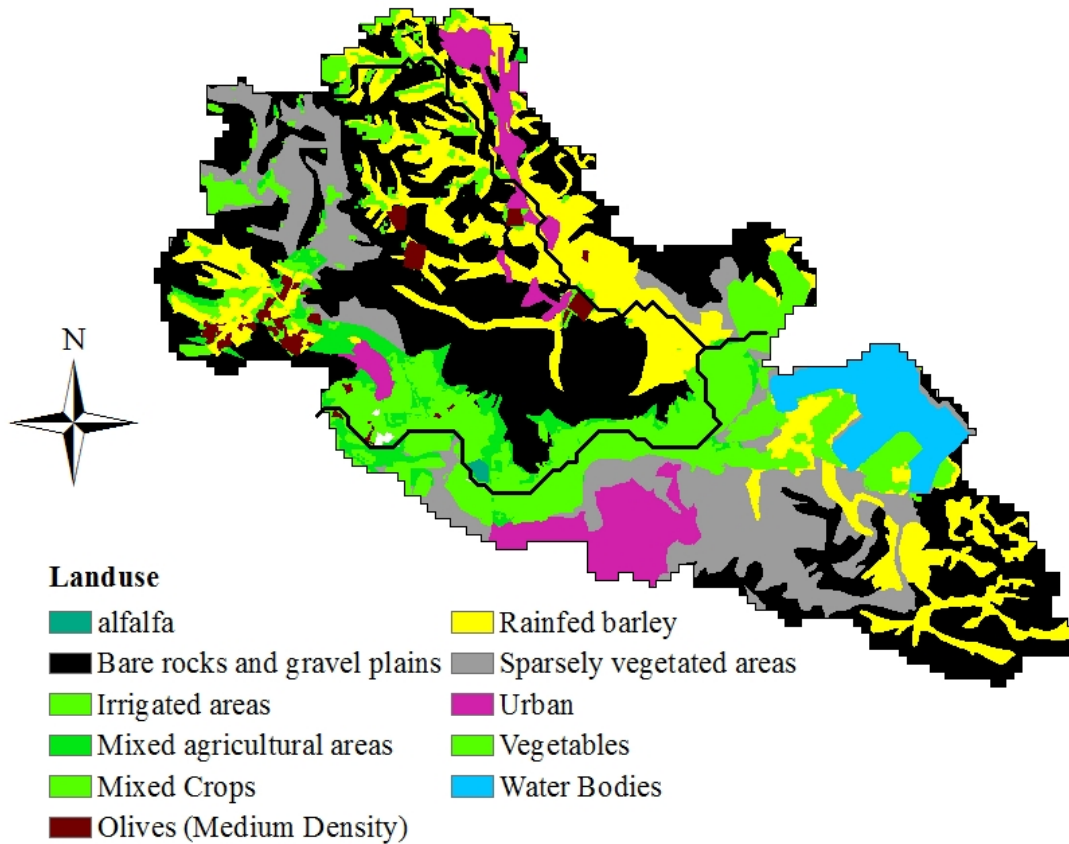 N
Landuse
alfalfa
Bare rocks and gravel plains
Irrigated areas
Mixed agricultural areas
Mixed Crops
Olives (Medium Density)
Rainfed barley
Sparsely vegetated areas
Urban
Vegetables
Water Bodies